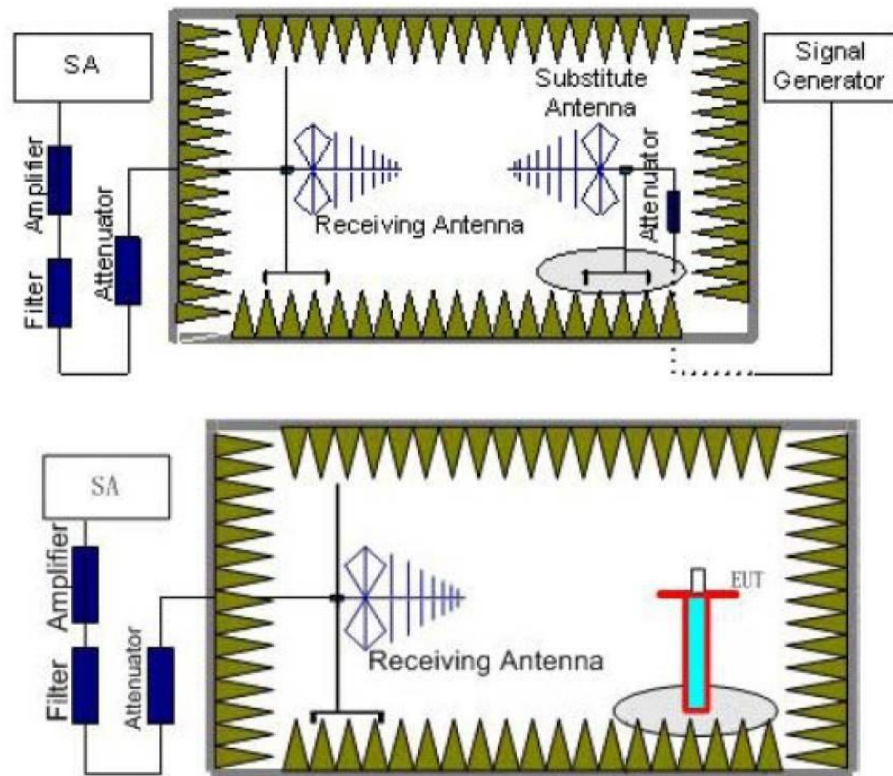 SA
Signal
Generator
Substitute
Antenna
Amplifier
Filter
Attenuator
Receiving Antenna
Attenuator
SA
Amplifier
Filter
Attenuator
Receiving Antenna
EUT